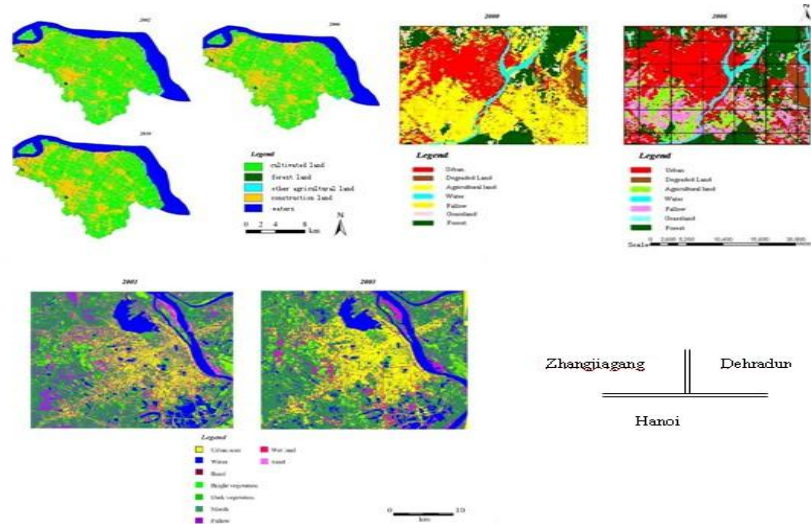 2002
2006
2010
Legend
cultivated land
forest land
other agricultural land
construction land
waters
0 2 4 8
km
N
2000
Legend
Urban
Degraded Land
Agricultural land
Water
Fallow
Grassland
Forest
2006
N
Legend
Urban
Degraded Land
Agricultural land
Water
Fallow
Grassland
Forest
Scale
2001
2003
Legend
Urban area
Water
Road
Bright vegetation
Dark vegetation
Marsh
Fallow
Wet land
sand
0 10
km
Zhangjiagang
Dehradun
Hanoi